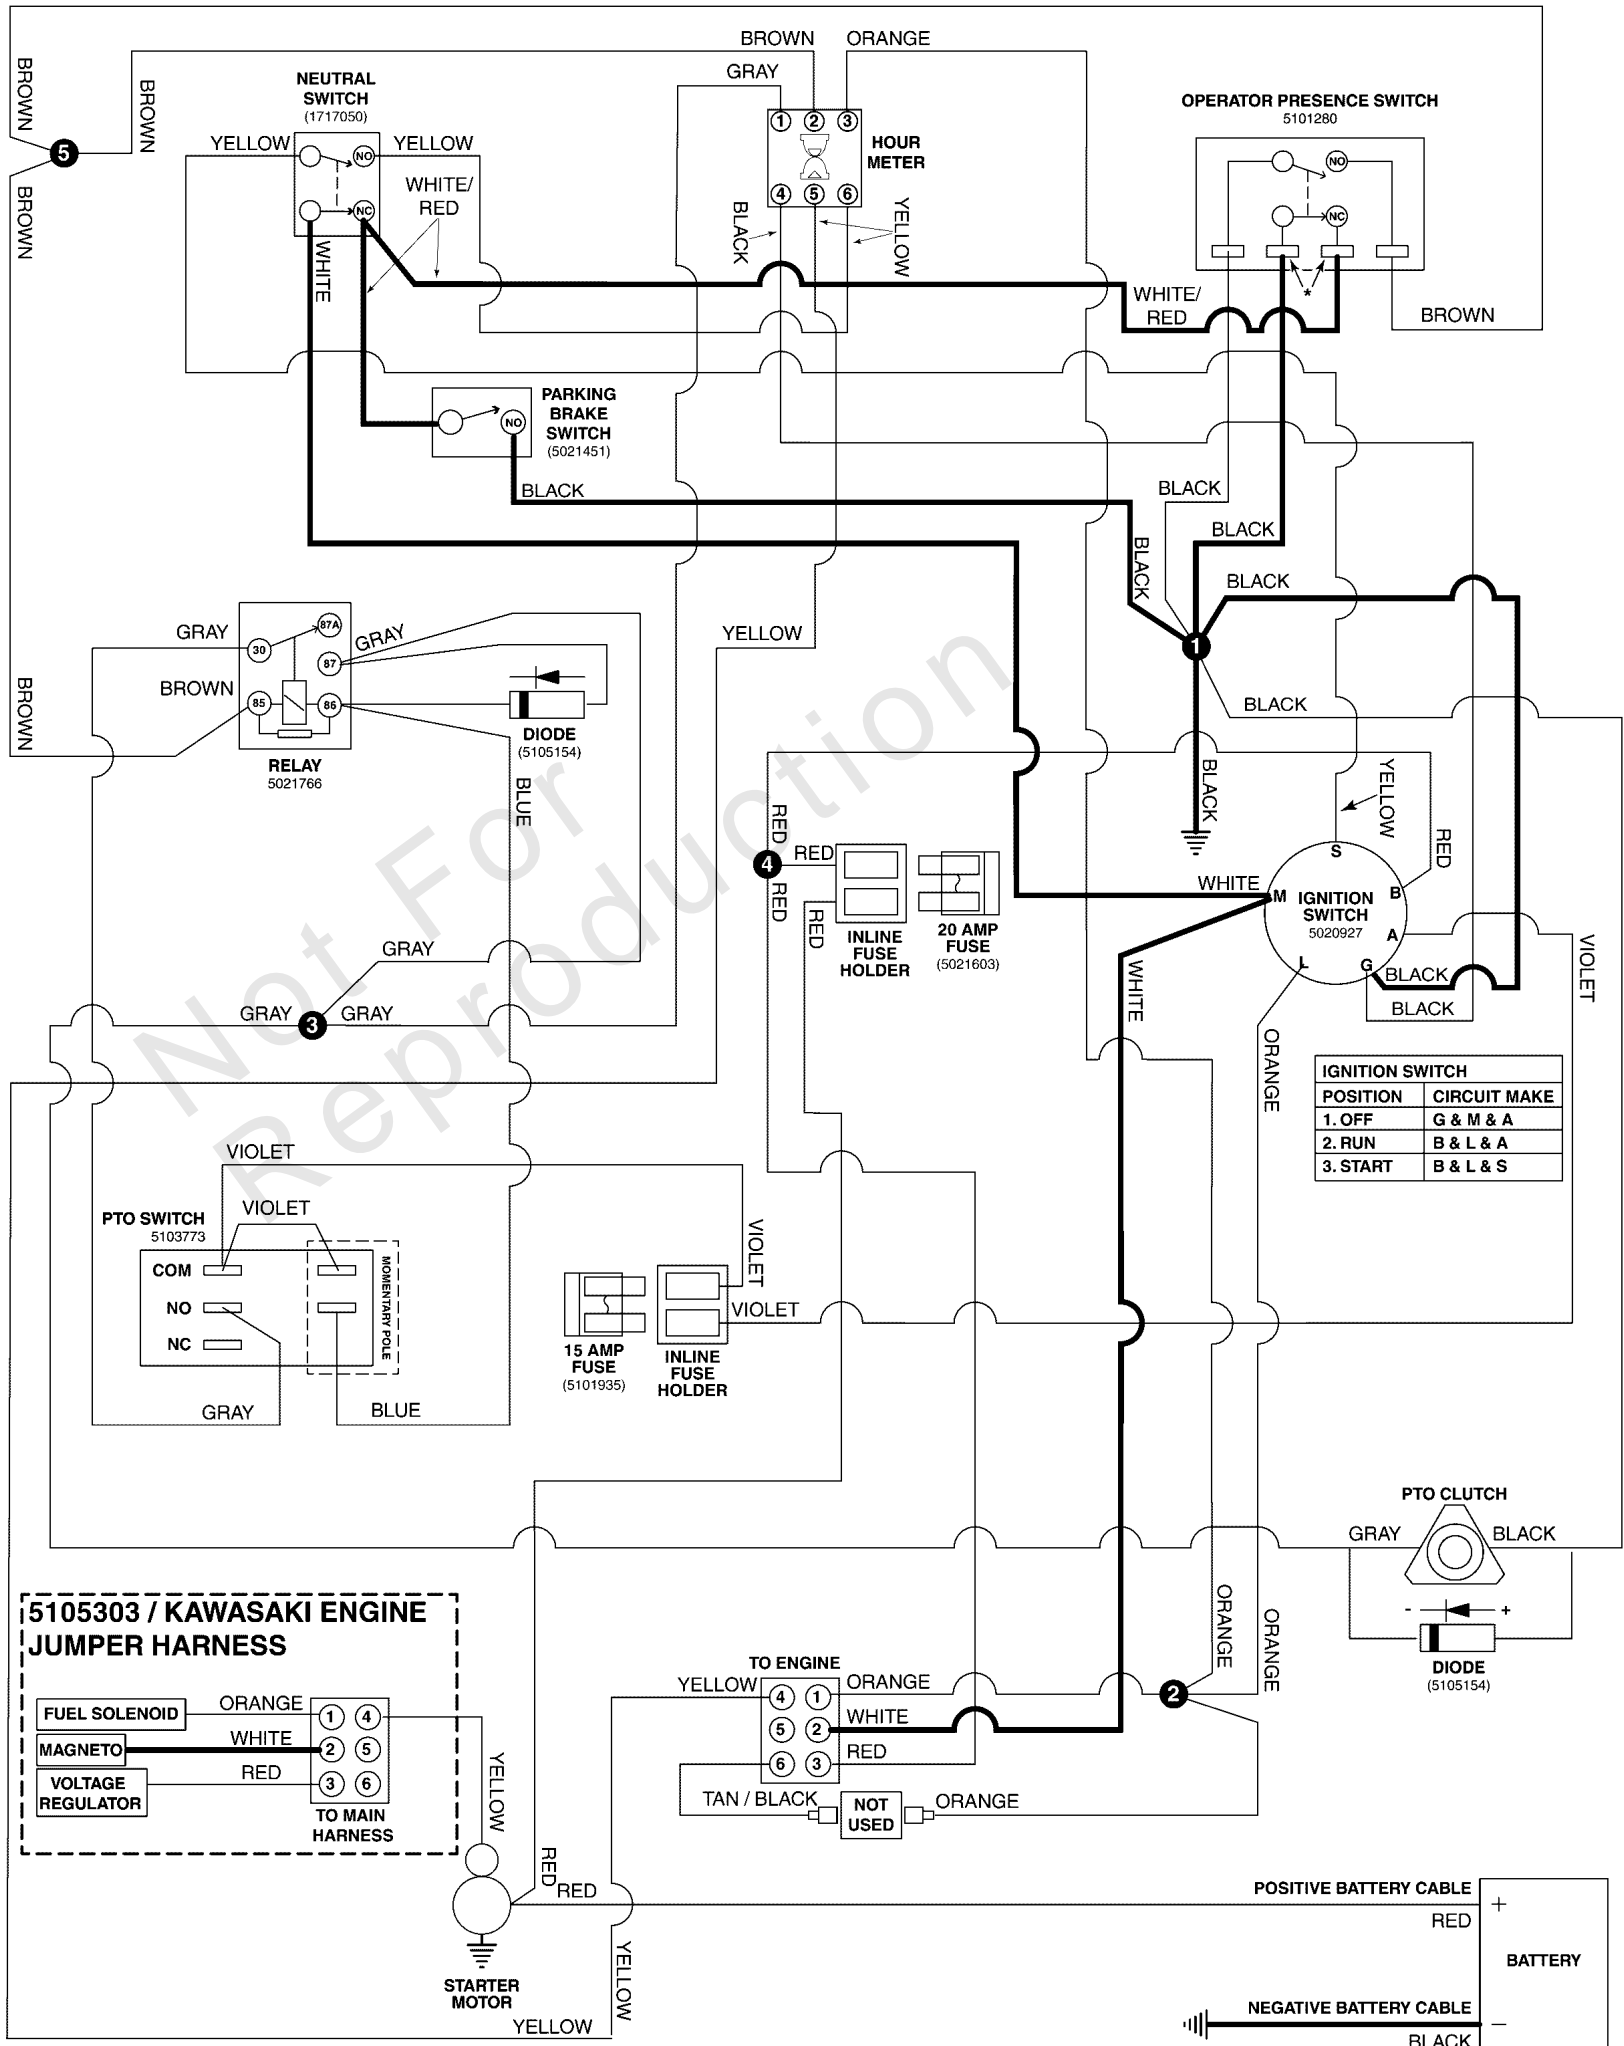 BROWN
ORANGE
GRAY
BROWN
BROWN
5
BROWN
NEUTRAL
SWITCH
(1717050)
YELLOW
NO
YELLOW
NC
WHITE/
RED
WHITE
1 2 3
4 5 6
HOUR
METER
BLACK
YELLOW
OPERATOR PRESENCE SWITCH
5101280
NO
NC
*
WHITE/
RED
BROWN
PARKING
BRAKE
SWITCH
(5021451)
NO
BLACK
BLACK
BLACK
BLACK
BLACK
1
BLACK
BLACK
GRAY
87A
30
GRAY
87
BROWN
85
86
BROWN
RELAY
5021766
DIODE
(5105154)
BLUE
YELLOW
Not For
Reproduction
RED
4
RED
RED
RED
INLINE
FUSE
HOLDER
20 AMP
FUSE
(5021603)
YELLOW
RED
WHITE
S
M
B
IGNITION
SWITCH
5020927
A
L
G
BLACK
BLACK
VIOLET
WHITE
ORANGE
GRAY
GRAY
3
GRAY
IGNITION SWITCH
POSITION CIRCUIT MAKE
1. OFF G & M & A
2. RUN B & L & A
3. START B & L & S
VIOLET
VIOLET
PTO SWITCH
5103773
COM
NO
NC
MOMENTARY POLE
GRAY
BLUE
VIOLET
VIOLET
15 AMP
FUSE
(5101935)
INLINE
FUSE
HOLDER
PTO CLUTCH
GRAY
BLACK
- +
DIODE
(5105154)
ORANGE
ORANGE
2
5105303 / KAWASAKI ENGINE
JUMPER HARNESS
FUEL SOLENOID
ORANGE
1 4
MAGNETO
WHITE
2 5
VOLTAGE
REGULATOR
RED
3 6
TO MAIN
HARNESS
YELLOW
TO ENGINE
YELLOW
4 1
ORANGE
5 2
WHITE
6 3
RED
TAN / BLACK
NOT
USED
ORANGE
RED
RED
STARTER
MOTOR
YELLOW
YELLOW
POSITIVE BATTERY CABLE
RED
+
BATTERY
NEGATIVE BATTERY CABLE
−
BLACK